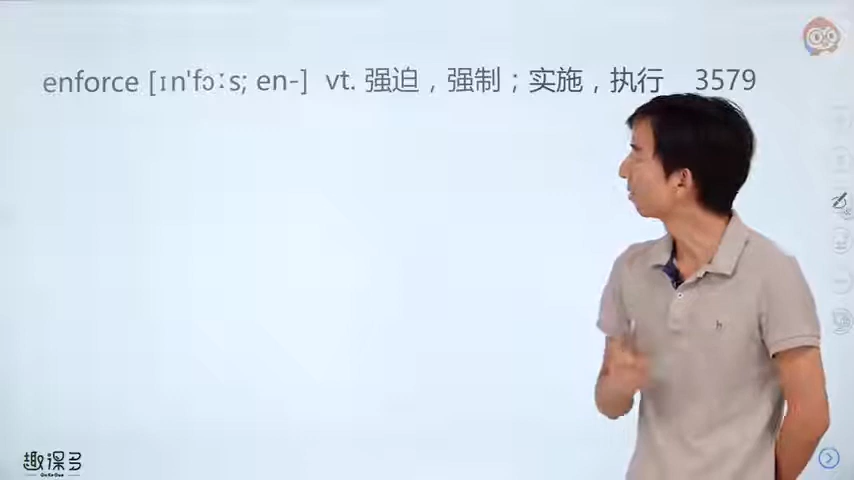 enforce [ɪn'fɔːs; en-] vt. 强迫，强制；实施，执行 3579
趣课多